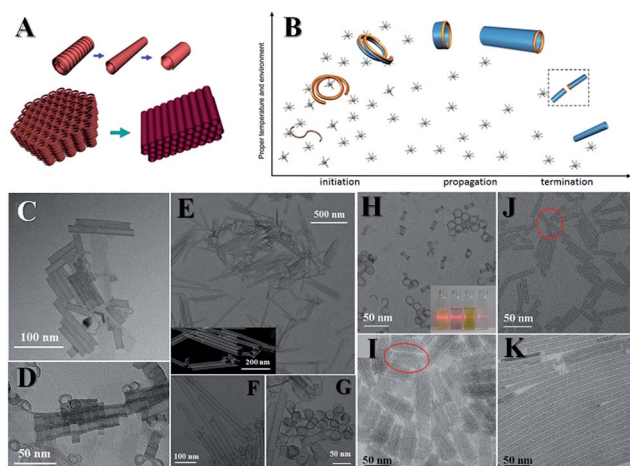 A
B
Proper temperature and environment
initiation
propagation
termination
C
100 nm
D
50 nm
E
500 nm
200 nm
F
100 nm
G
50 nm
H
50 nm
I
50 nm
J
50 nm
K
50 nm